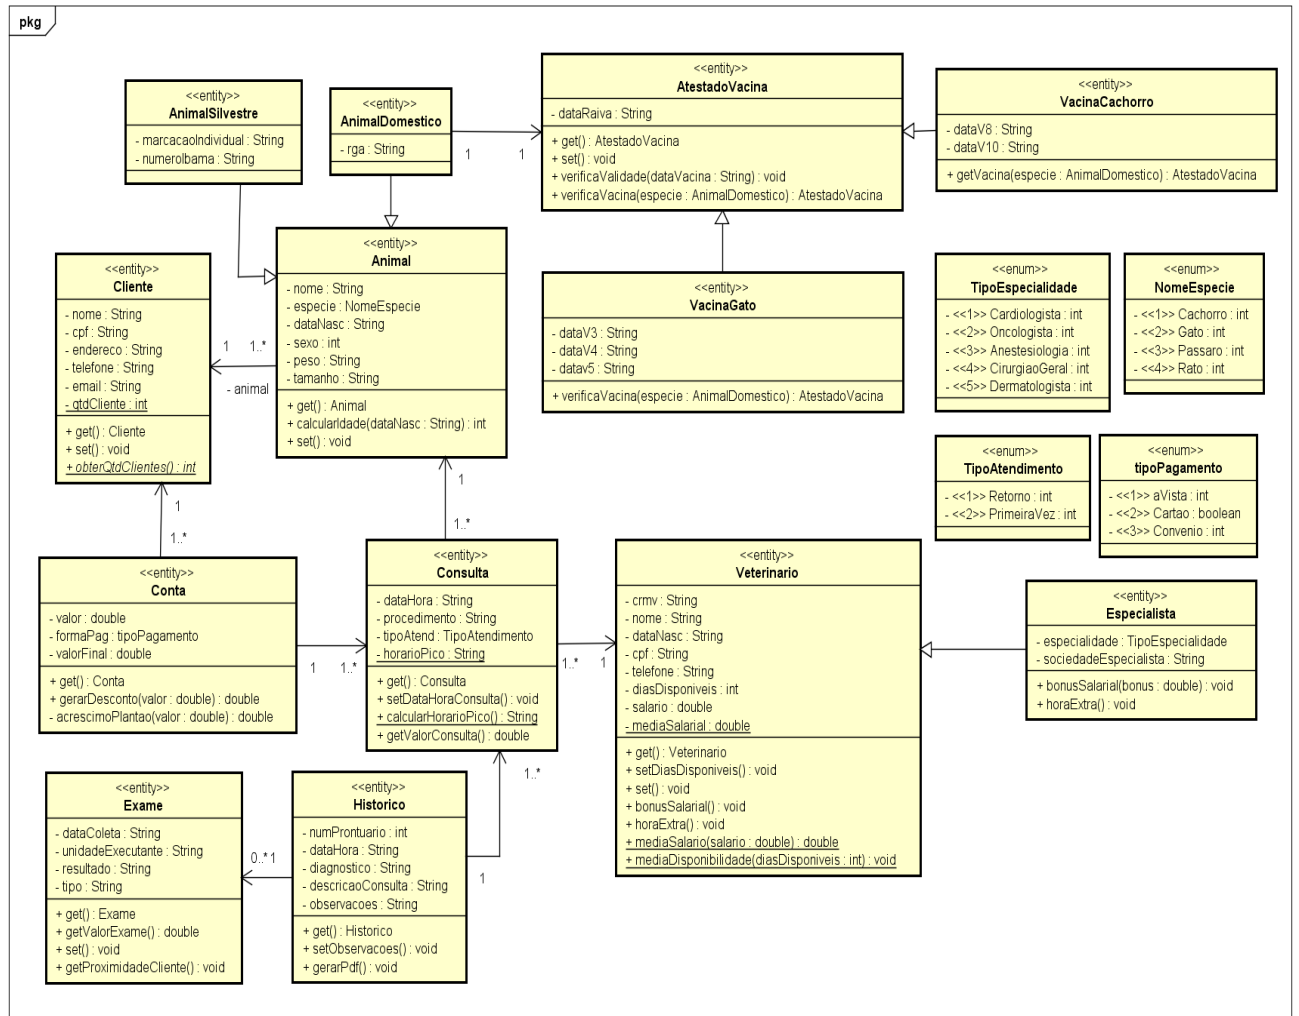 pkg
<<entity>>
AnimalSilvestre
- marcacaoIndividual : String
- numeroIbama : String
<<entity>>
AnimalDomestico
- rga : String
1
1
<<entity>>
AtestadoVacina
- dataRaiva : String
+ get() : AtestadoVacina
+ set() : void
+ verificaValidade(dataVacina : String) : void
+ verificaVacina(especie : AnimalDomestico) : AtestadoVacina
<<entity>>
VacinaCachorro
- dataV8 : String
- dataV10 : String
+ getVacina(especie : AnimalDomestico) : AtestadoVacina
<<entity>>
Cliente
- nome : String
- cpf : String
- endereco : String
- telefone : String
- email : String
- qtdCliente : int
+ get() : Cliente
+ set() : void
+ obterQtdClientes() : int
1
1..*
- animal
<<entity>>
Animal
- nome : String
- especie : NomeEspecie
- dataNasc : String
- sexo : int
- peso : String
- tamanho : String
+ get() : Animal
+ calcularIdade(dataNasc : String) : int
+ set() : void
<<entity>>
VacinaGato
- dataV3 : String
- dataV4 : String
- datav5 : String
+ verificaVacina(especie : AnimalDomestico) : AtestadoVacina
<<enum>>
TipoEspecialidade
- <<1>> Cardiologista : int
- <<2>> Oncologista : int
- <<3>> Anestesiologia : int
- <<4>> CirurgiaoGeral : int
- <<5>> Dermatologista : int
<<enum>>
NomeEspecie
- <<1>> Cachorro : int
- <<2>> Gato : int
- <<3>> Passaro : int
- <<4>> Rato : int
<<enum>>
TipoAtendimento
- <<1>> Retorno : int
- <<2>> PrimeiraVez : int
<<enum>>
tipoPagamento
- <<1>> aVista : int
- <<2>> Cartao : boolean
- <<3>> Convenio : int
1
1..*
1
1..*
<<entity>>
Conta
- valor : double
- formaPag : tipoPagamento
- valorFinal : double
+ get() : Conta
+ gerarDesconto(valor : double) : double
- acrescimoPlantao(valor : double) : double
1
1..*
<<entity>>
Consulta
- dataHora : String
- procedimento : String
- tipoAtend : TipoAtendimento
- horarioPico : String
+ get() : Consulta
+ setDataHoraConsulta() : void
+ calcularHorarioPico() : String
+ getValorConsulta() : double
1..*
1
<<entity>>
Veterinario
- crmv : String
- nome : String
- dataNasc : String
- cpf : String
- telefone : String
- diasDisponiveis : int
- salario : double
- mediaSalarial : double
+ get() : Veterinario
+ setDiasDisponiveis() : void
+ set() : void
+ bonusSalarial() : void
+ horaExtra() : void
+ mediaSalario(salario : double) : double
+ mediaDisponibilidade(diasDisponiveis : int) : void
<<entity>>
Especialista
- especialidade : TipoEspecialidade
- sociedadeEspecialista : String
+ bonusSalarial(bonus : double) : void
+ horaExtra() : void
<<entity>>
Exame
- dataColeta : String
- unidadeExecutante : String
- resultado : String
- tipo : String
+ get() : Exame
+ getValorExame() : double
+ set() : void
+ getProximidadeCliente() : void
0..* 1
<<entity>>
Historico
- numProntuario : int
- dataHora : String
- diagnostico : String
- descricaoConsulta : String
- observacoes : String
+ get() : Historico
+ setObservacoes() : void
+ gerarPdf() : void
1..*
1